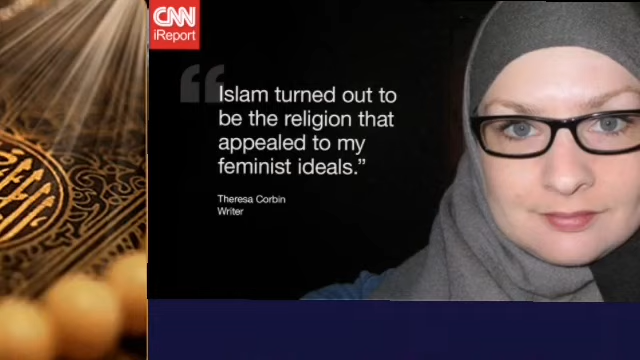 CNN
iReport
“Islam turned out to
be the religion that
appealed to my
feminist ideals.”
Theresa Corbin
Writer